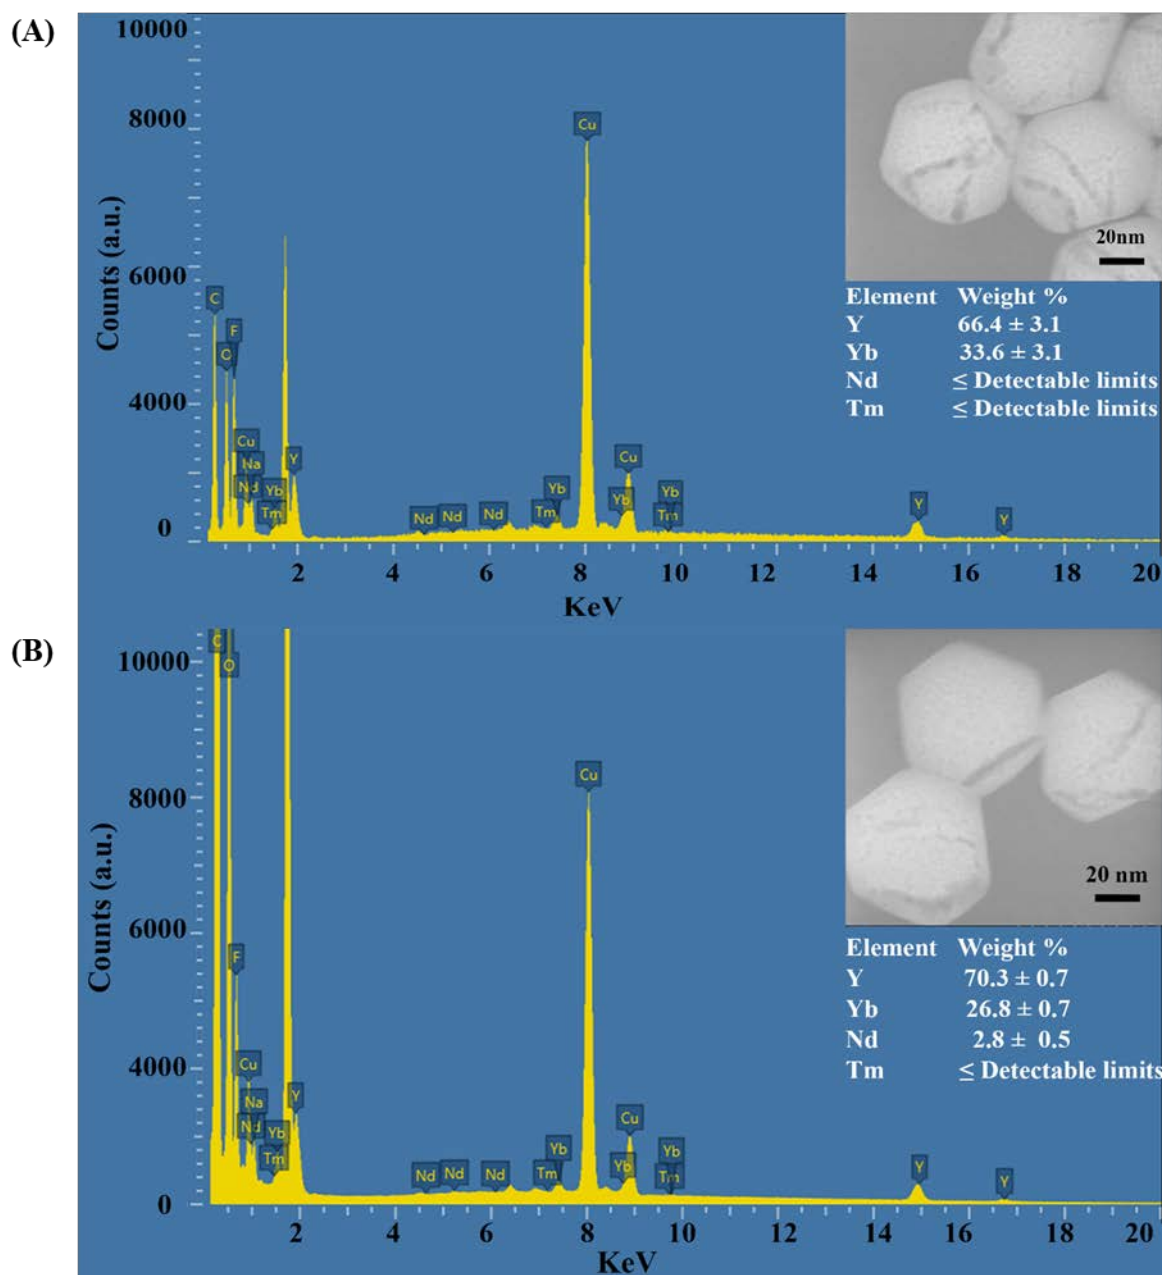 (A)
10000
8000
6000
4000
0
Counts (a.u.)
C
O
F
Cu
Na
Nd
Yb
Tm
Y
Nd
Nd
Nd
Tm
Yb
Cu
Cu
Yb
Yb
Tm
Y
Y
2 4 6 8 10 12 14 16 18 20
KeV
20nm
Element Weight %
Y 66.4 ± 3.1
Yb 33.6 ± 3.1
Nd ≤ Detectable limits
Tm ≤ Detectable limits
(B)
10000
8000
6000
4000
2000
0
Counts (a.u.)
C
O
F
Cu
Na
Nd
Yb
Tm
Y
Nd
Nd
Nd
Tm
Yb
Cu
Cu
Yb
Yb
Tm
Y
Y
2 4 6 8 10 12 14 16 18 20
KeV
20 nm
Element Weight %
Y 70.3 ± 0.7
Yb 26.8 ± 0.7
Nd 2.8 ± 0.5
Tm ≤ Detectable limits